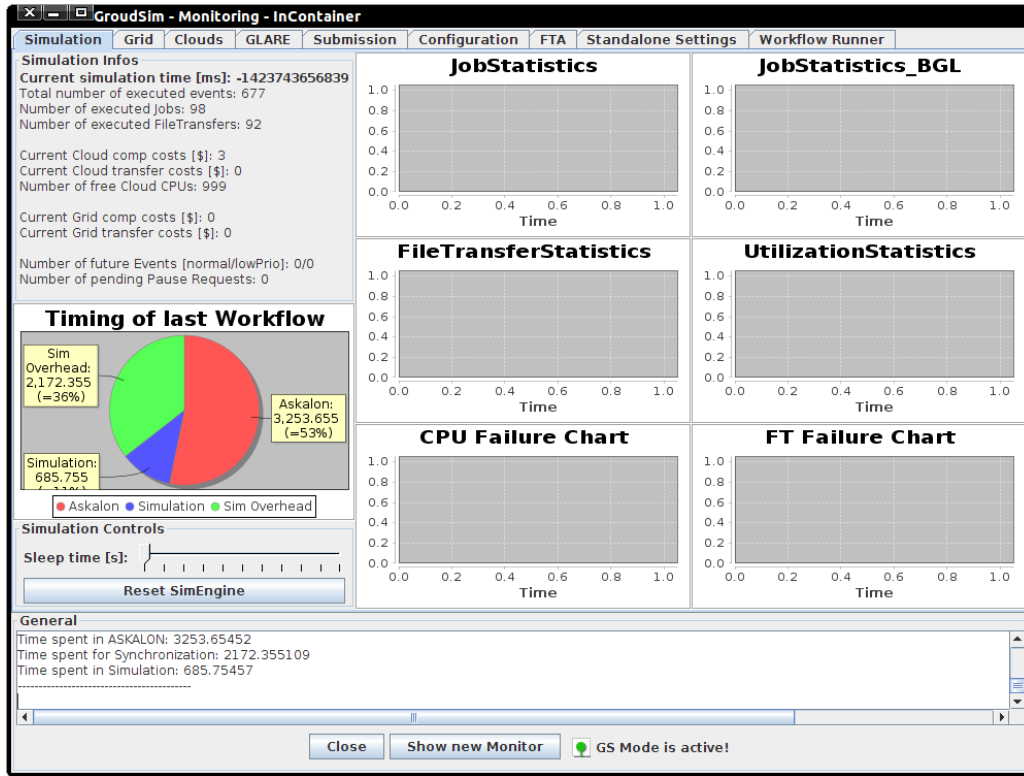 GroudSim - Monitoring - InContainer
Simulation Grid Clouds GLARE Submission Configuration FTA Standalone Settings Workflow Runner
Simulation Infos
Current simulation time [ms]: -1423743656839
Total number of executed events: 677
Number of executed Jobs: 98
Number of executed FileTransfers: 92
Current Cloud comp costs [$]: 3
Current Cloud transfer costs [$]: 0
Number of free Cloud CPUs: 999
Current Grid comp costs [$]: 0
Current Grid transfer costs [$]: 0
Number of future Events [normal/lowPrio]: 0/0
Number of pending Pause Requests: 0
Timing of last Workflow
Sim
Overhead:
2,172.355
(=36%)
Askalon:
3,253.655
(=53%)
Simulation:
685.755
(=11%)
Askalon Simulation Sim Overhead
Simulation Controls
Sleep time [s]:
Reset SimEngine
JobStatistics
1.0
0.8
0.6
0.4
0.2
0.0
0.0 0.2 0.4 0.6 0.8 1.0
Time
JobStatistics_BGL
1.0
0.8
0.6
0.4
0.2
0.0
0.0 0.2 0.4 0.6 0.8 1.0
Time
FileTransferStatistics
1.0
0.8
0.6
0.4
0.2
0.0
0.0 0.2 0.4 0.6 0.8 1.0
Time
UtilizationStatistics
1.0
0.8
0.6
0.4
0.2
0.0
0.0 0.2 0.4 0.6 0.8 1.0
Time
CPU Failure Chart
1.0
0.8
0.6
0.4
0.2
0.0
0.0 0.2 0.4 0.6 0.8 1.0
Time
FT Failure Chart
1.0
0.8
0.6
0.4
0.2
0.0
0.0 0.2 0.4 0.6 0.8 1.0
Time
General
Time spent in ASKALON: 3253.65452
Time spent for Synchronization: 2172.355109
Time spent in Simulation: 685.75457
------------------------------------------
Close Show new Monitor GS Mode is active!